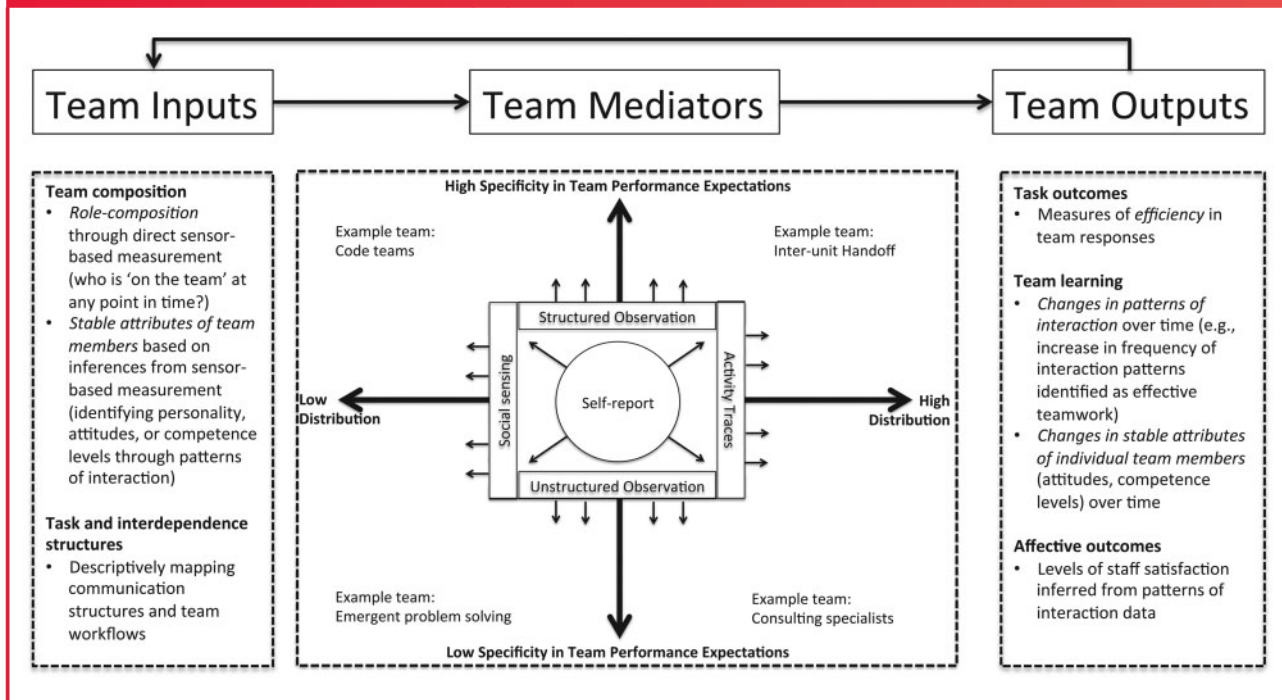 Team Inputs
Team Mediators
Team Outputs
Team composition
• Role-composition
through direct sensor-
based measurement
(who is ‘on the team’ at
any point in time?)
• Stable attributes of team
members based on
inferences from sensor-
based measurement
(identifying personality,
attitudes, or competence
levels through patterns
of interaction)
Task and interdependence
structures
• Descriptively mapping
communication
structures and team
workflows
High Specificity in Team Performance Expectations
Example team:
Code teams
Example team:
Inter-unit Handoff
Structured Observation
Social sensing
Self-report
Activity Traces
Low
Distribution
High
Distribution
Unstructured Observation
Example team:
Emergent problem solving
Example team:
Consulting specialists
Low Specificity in Team Performance Expectations
Task outcomes
• Measures of efficiency in
team responses
Team learning
• Changes in patterns of
interaction over time (e.g.,
increase in frequency of
interaction patterns
identified as effective
teamwork)
• Changes in stable attributes
of individual team members
(attitudes, competence
levels) over time
Affective outcomes
• Levels of staff satisfaction
inferred from patterns of
interaction data